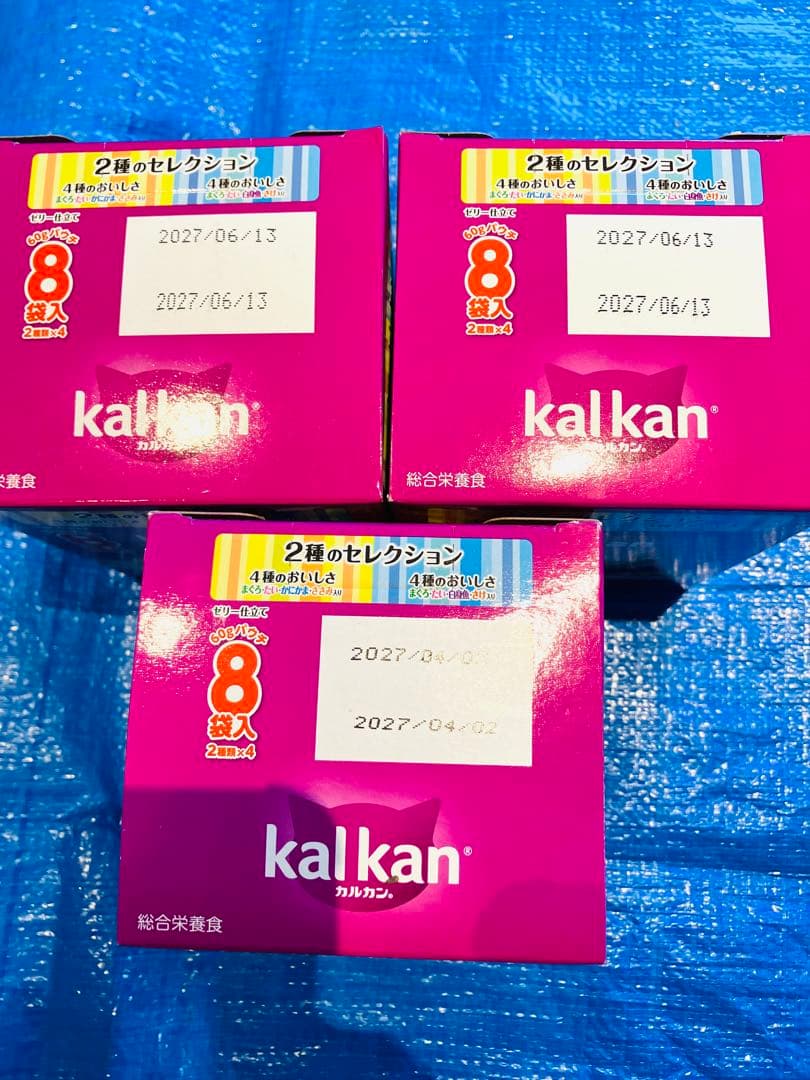 2種のセレクション
4種のおいしさ
まぐろ・たい・かにかま・ささみ入り
4種のおいしさ
まぐろ・たい・白身魚・さけ入り
ゼリー仕立て
60gパウチ
8
袋入
2種類×4
2027/06/13
2027/06/13
kal kan®
カルカン
栄養食
2種のセレクション
4種のおいしさ
まぐろ・たい・かにかま・ささみ入り
4種のおいしさ
まぐろ・たい・白身魚・さけ入り
ゼリー仕立て
60gパウチ
8
袋入
2種類×4
2027/06/13
2027/06/13
kal kan®
カルカン®
総合栄養食
2種のセレクション
4種のおいしさ
まぐろ・たい・かにかま・ささみ入り
4種のおいしさ
まぐろ・たい・白身魚・さけ入り
ゼリー仕立て
60gパウチ
8
袋入
2種類×4
2027/04/02
kal kan®
カルカン®
総合栄養食